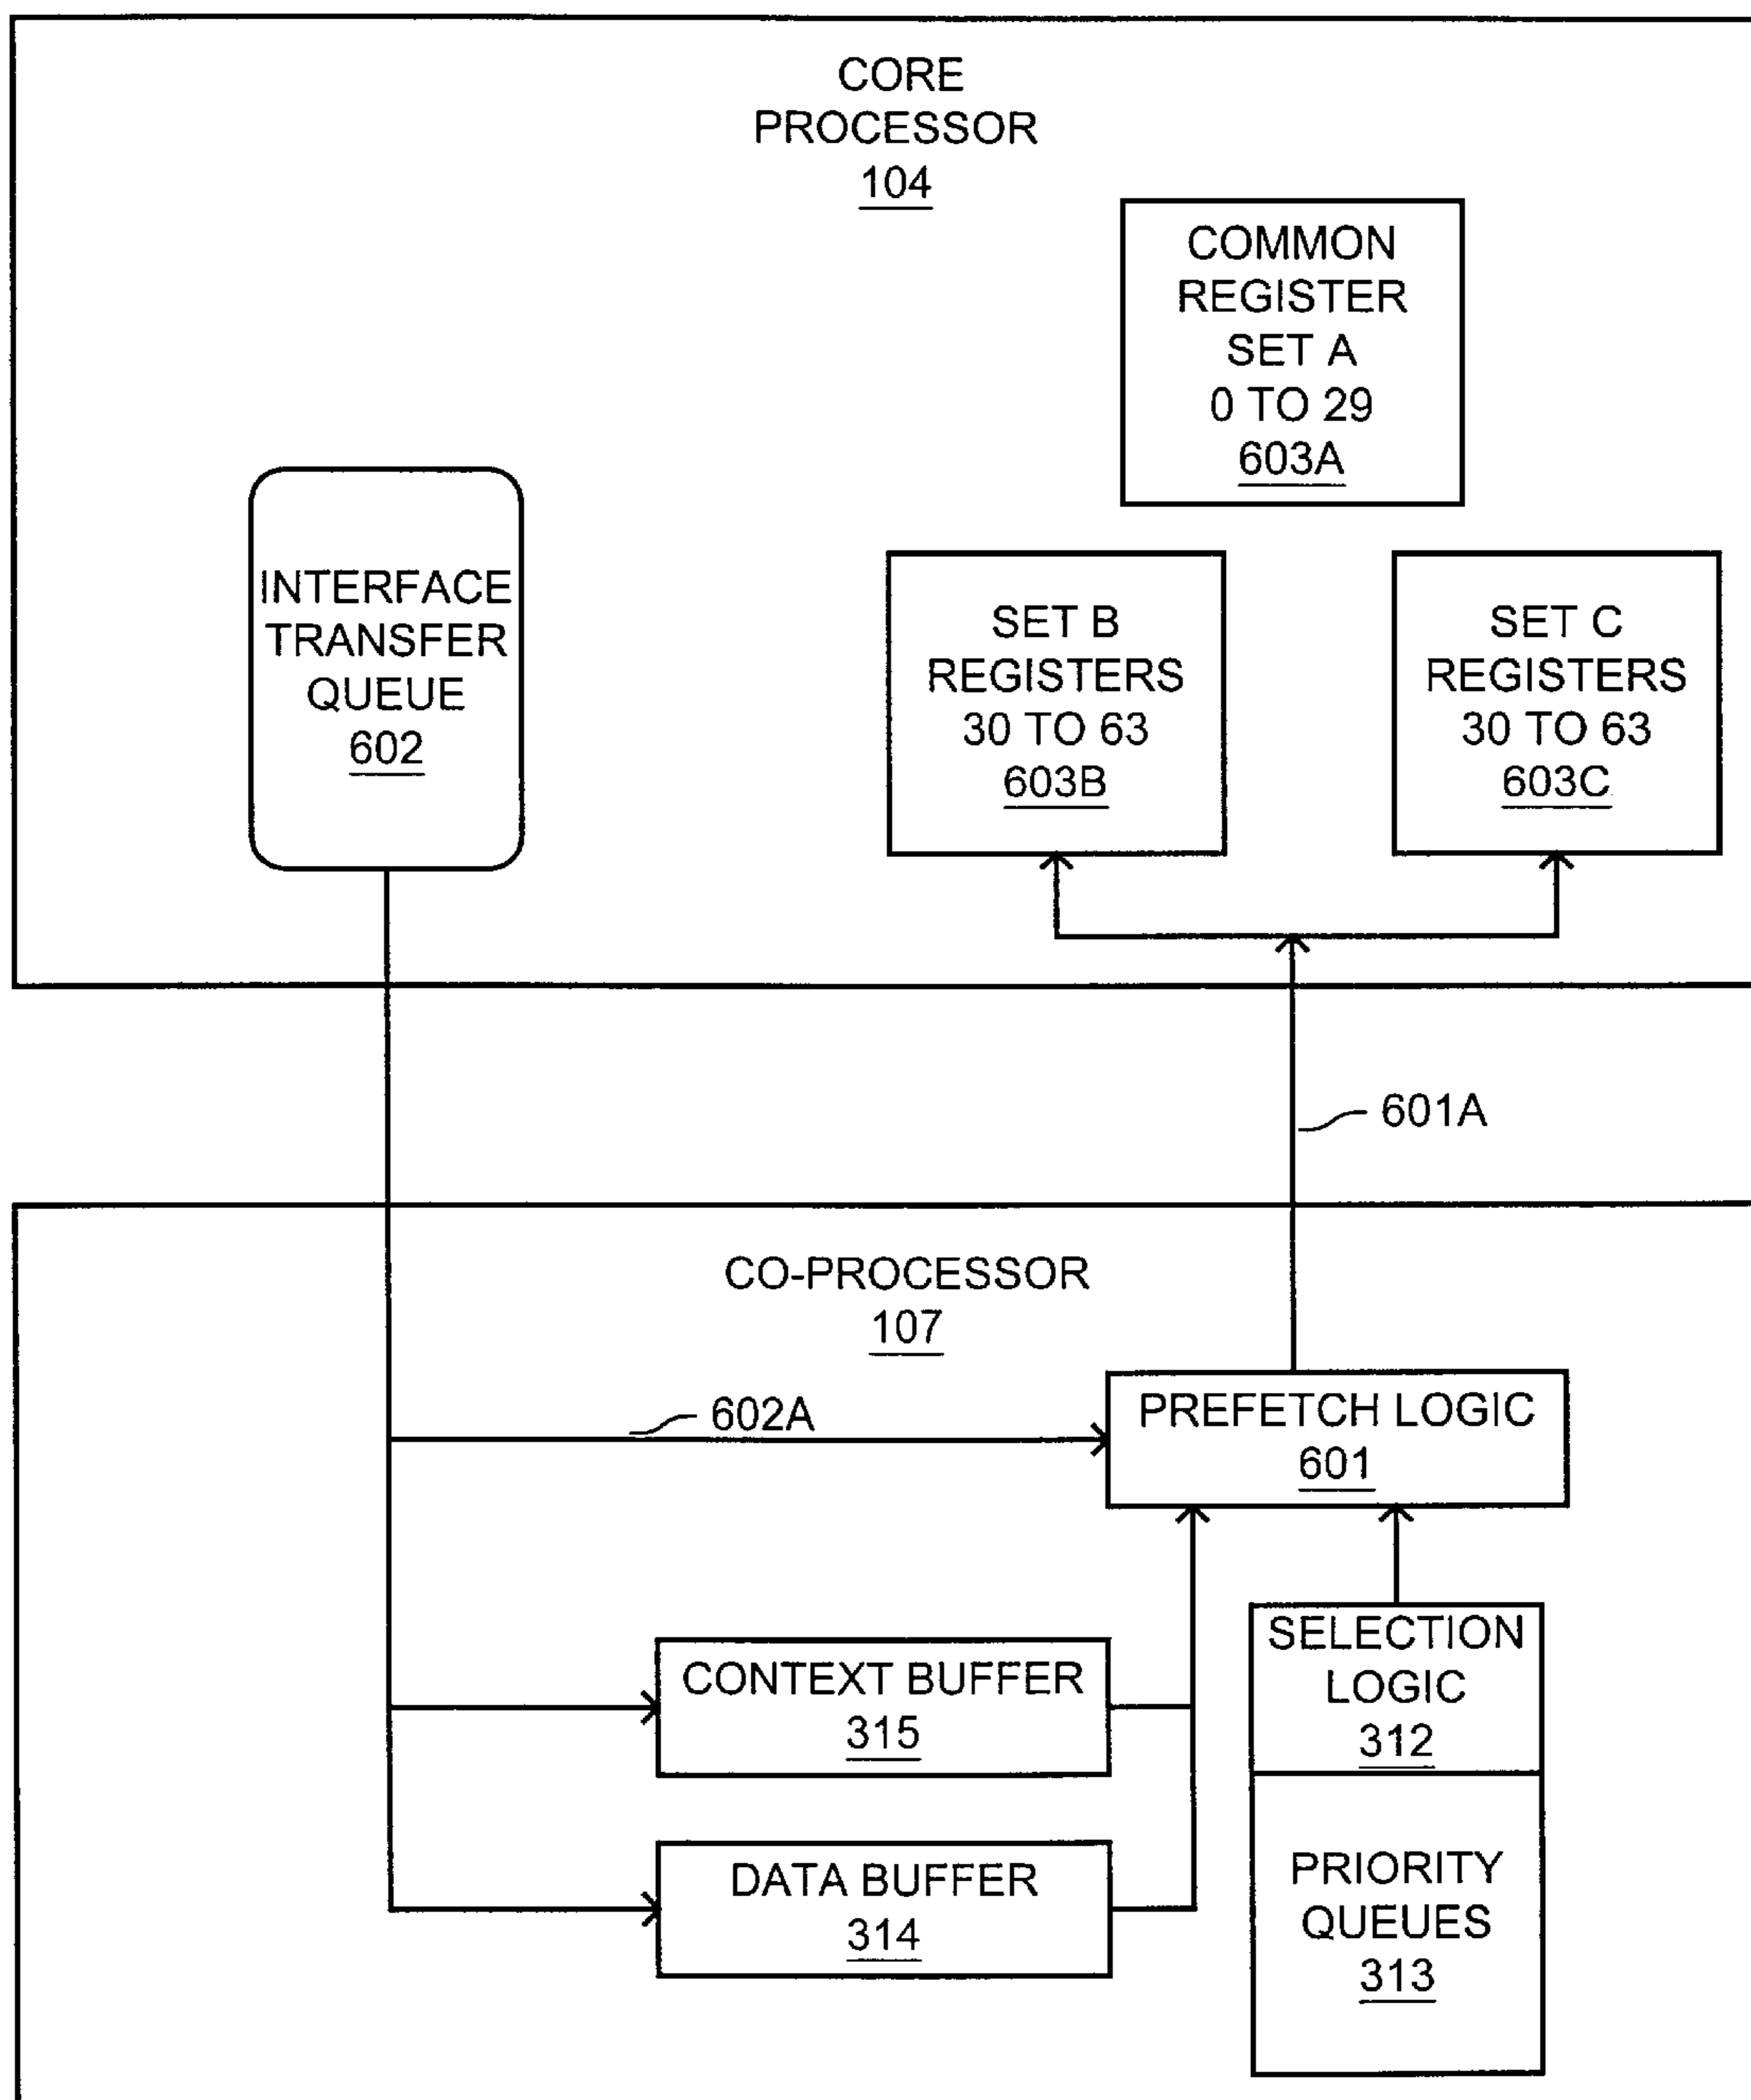 CORE
PROCESSOR
104
COMMON
REGISTER
SET A
0 TO 29
603A
INTERFACE
TRANSFER
QUEUE
602
SET B
REGISTERS
30 TO 63
603B
SET C
REGISTERS
30 TO 63
603C
601A
CO-PROCESSOR
107
602A
PREFETCH LOGIC
601
CONTEXT BUFFER
315
SELECTION
LOGIC
312
DATA BUFFER
314
PRIORITY
QUEUES
313